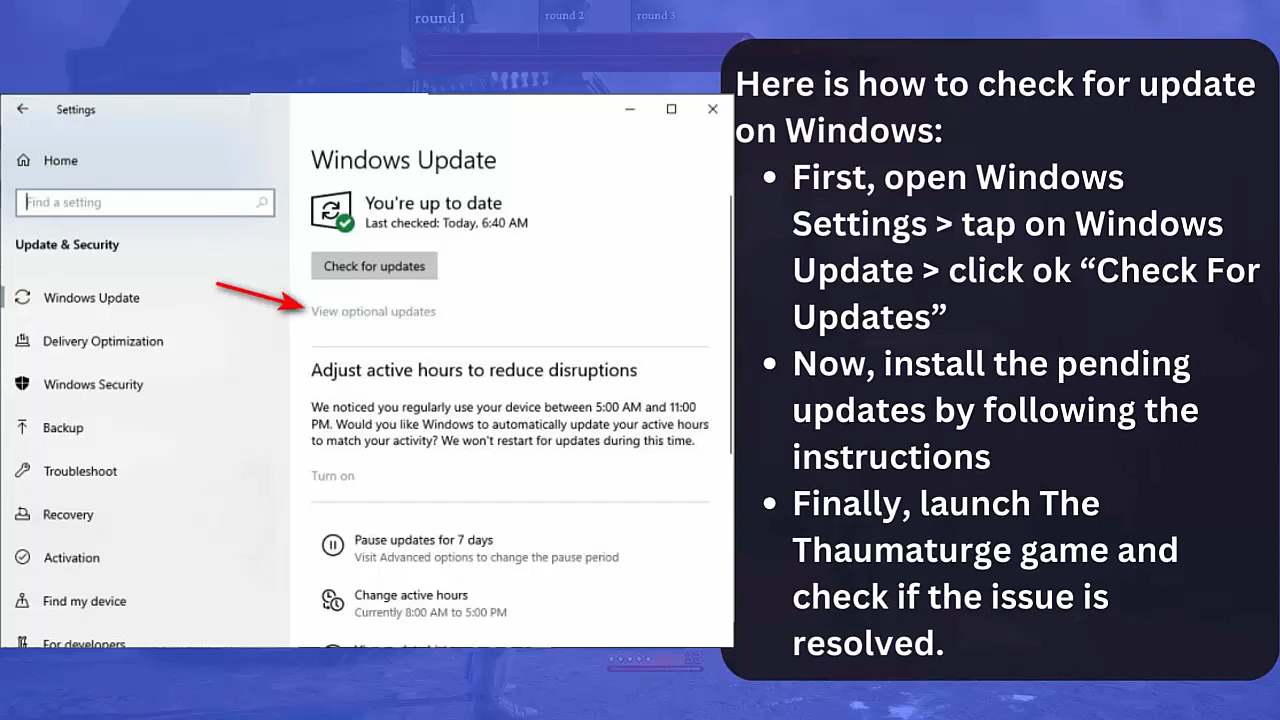 round 1
round 2
round 3
Settings
Home
Find a setting
Update & Security
Windows Update
Delivery Optimization
Windows Security
Backup
Troubleshoot
Recovery
Activation
Find my device
For developers
Windows Update
You're up to date
Last checked: Today, 6:40 AM
Check for updates
View optional updates
Adjust active hours to reduce disruptions
We noticed you regularly use your device between 5:00 AM and 11:00
PM. Would you like Windows to automatically update your active hours
to match your activity? We won't restart for updates during this time.
Turn on
Pause updates for 7 days
Visit Advanced options to change the pause period
Change active hours
Currently 8:00 AM to 5:00 PM
Here is how to check for update
on Windows:
• First, open Windows
Settings > tap on Windows
Update > click ok “Check For
Updates”
• Now, install the pending
updates by following the
instructions
• Finally, launch The
Thaumaturge game and
check if the issue is
resolved.